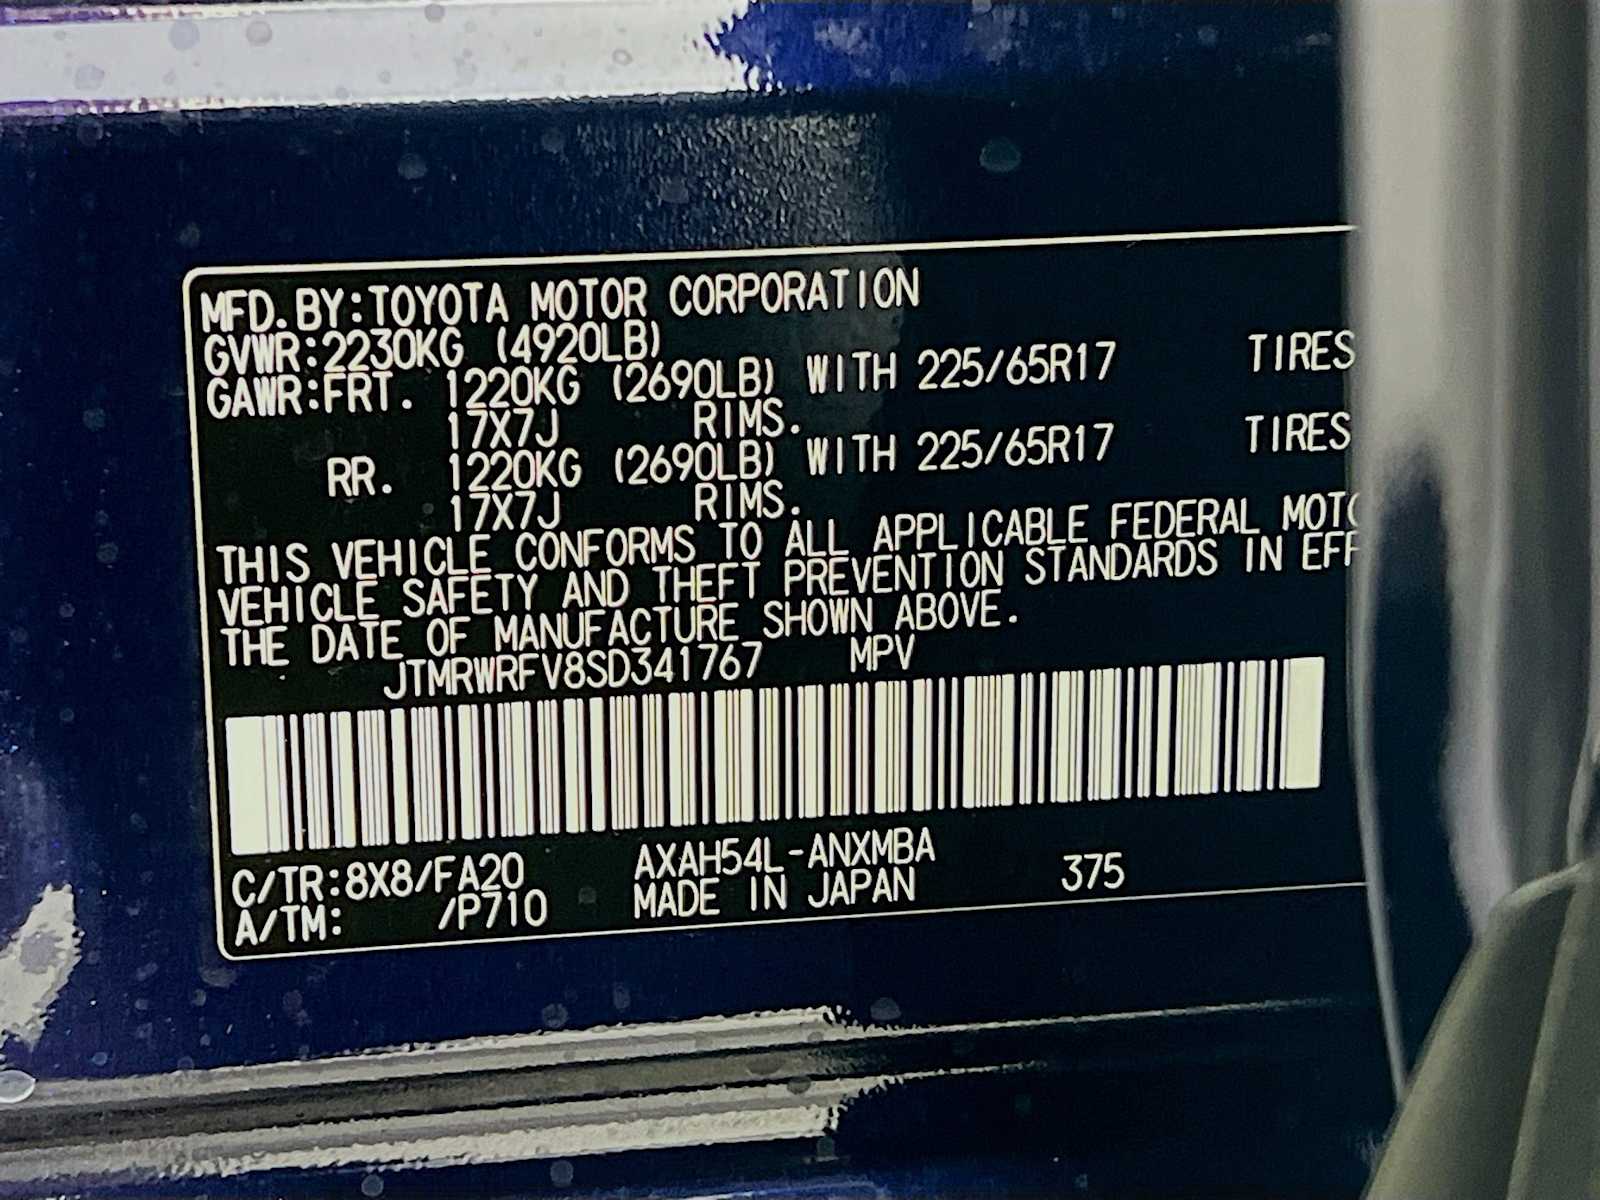 MFD. BY: TOYOTA MOTOR CORPORATION
GVWR: 2230KG (4920LB)
GAWR: FRT. 1220KG (2690LB) WITH 225/65R17 TIRES
17X7J RIMS.
RR. 1220KG (2690LB) WITH 225/65R17 TIRES
17X7J RIMS.
THIS VEHICLE CONFORMS TO ALL APPLICABLE FEDERAL MOTO
VEHICLE SAFETY AND THEFT PREVENTION STANDARDS IN EFF
THE DATE OF MANUFACTURE SHOWN ABOVE.
JTMRWRFV8SD341767 MPV
C/TR: 8X8/FA20 AXAH54L-ANXMBA
A/TM: /P710 MADE IN JAPAN 375